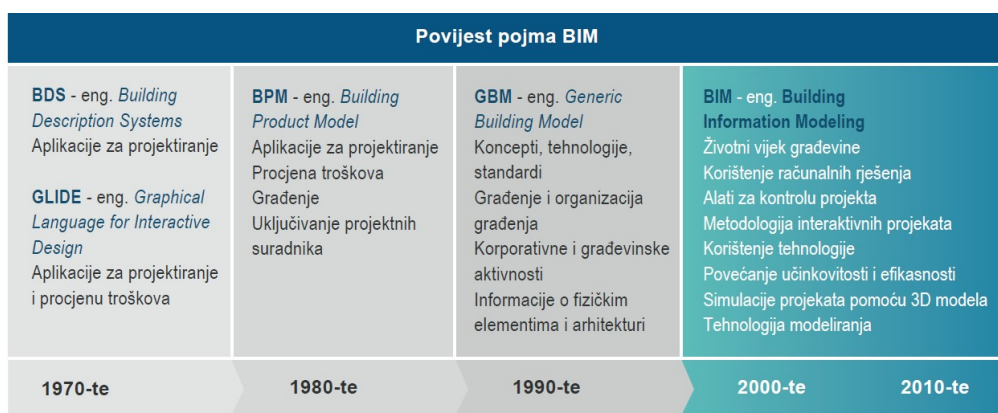 Povijest pojma BIM
BDS - eng. Building
Description Systems
Aplikacije za projektiranje
GLIDE - eng. Graphical
Language for Interactive
Design
Aplikacije za projektiranje
i procjenu troškova
BPM - eng. Building
Product Model
Aplikacije za projektiranje
Procjena troškova
Građenje
Uključivanje projektnih
suradnika
GBM - eng. Generic
Building Model
Koncepti, tehnologije,
standardi
Građenje i organizacija
građenja
Korporativne i građevinske
aktivnosti
Informacije o fizičkim
elementima i arhitekturi
BIM - eng. Building
Information Modeling
Životni vijek građevine
Korištenje računalnih rješenja
Alati za kontrolu projekta
Metodologija interaktivnih projekata
Korištenje tehnologije
Povećanje učinkovitosti i efikasnosti
Simulacije projekata pomoću 3D modela
Tehnologija modeliranja
1970-te
1980-te
1990-te
2000-te
2010-te